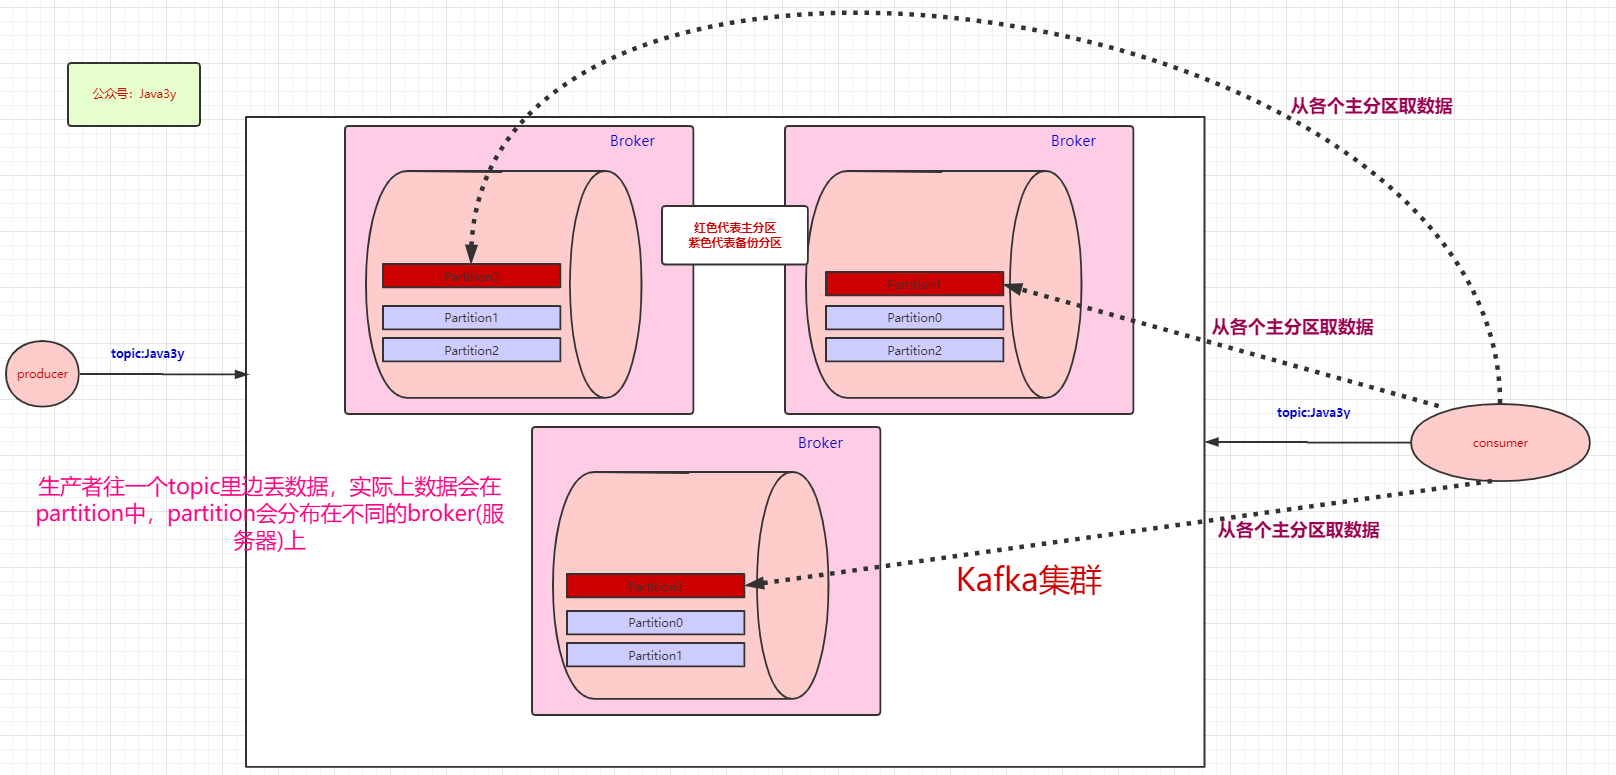 公众号：Java3y
从各个主分区取数据
Broker
Broker
红色代表主分区
紫色代表备份分区
Partition0
Partition1
Partition2
Partition1
Partition0
Partition2
从各个主分区取数据
topic:Java3y
producer
topic:Java3y
consumer
Broker
生产者往一个topic里边丢数据，实际上数据会在
partition中，partition会分布在不同的broker(服
务器)上
从各个主分区取数据
Kafka集群
Partition0
Partition1